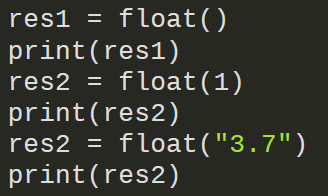 res1 = float()
print(res1)
res2 = float(1)
print(res2)
res2 = float("3.7")
print(res2)